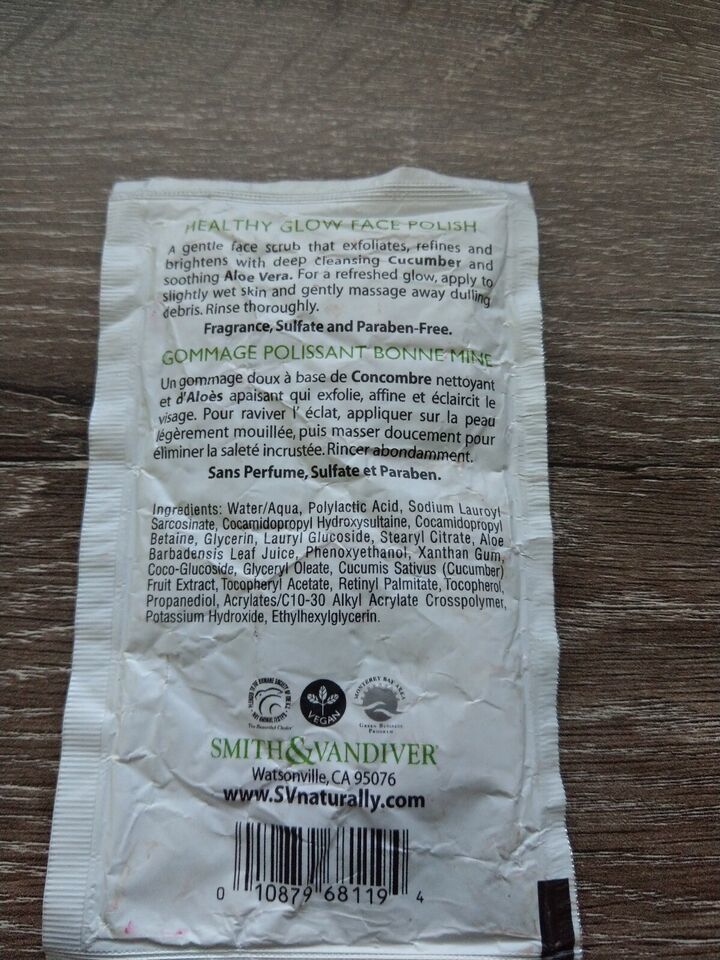 HEALTHY GLOW FACE POLISH
A gentle face scrub that exfoliates, refines and
brightens with deep cleansing Cucumber and
soothing Aloe Vera. For a refreshed glow, apply to
slightly wet skin and gently massage away dulling
debris. Rinse thoroughly.
Fragrance, Sulfate and Paraben-Free.
GOMMAGE POLISSANT BONNE MINE
Un gommage doux à base de Concombre nettoyant
et d'Aloès apaisant qui exfolie, affine et éclaircit le
visage. Pour raviver l' éclat, appliquer sur la peau
légèrement mouillée, puis masser doucement pour
éliminer la saleté incrustée. Rincer abondamment.
Sans Perfume, Sulfate et Paraben.
Ingredients: Water/Aqua, Polylactic Acid, Sodium Lauroyl
Sarcosinate, Cocamidopropyl Hydroxysultaine, Cocamidopropyl
Betaine, Glycerin, Lauryl Glucoside, Stearyl Citrate, Aloe
Barbadensis Leaf Juice, Phenoxyethanol, Xanthan Gum,
Coco-Glucoside, Glyceryl Oleate, Cucumis Sativus (Cucumber)
Fruit Extract, Tocopheryl Acetate, Retinyl Palmitate, Tocopherol,
Propanediol, Acrylates/C10-30 Alkyl Acrylate Crosspolymer,
Potassium Hydroxide, Ethylhexylglycerin.
VEGAN
MONTEREY BAY AREA
GREEN BUSINESS
PROGRAM
SMITH&VANDIVER
Watsonville, CA 95076
www.SVnaturally.com
0 10879 68119 4